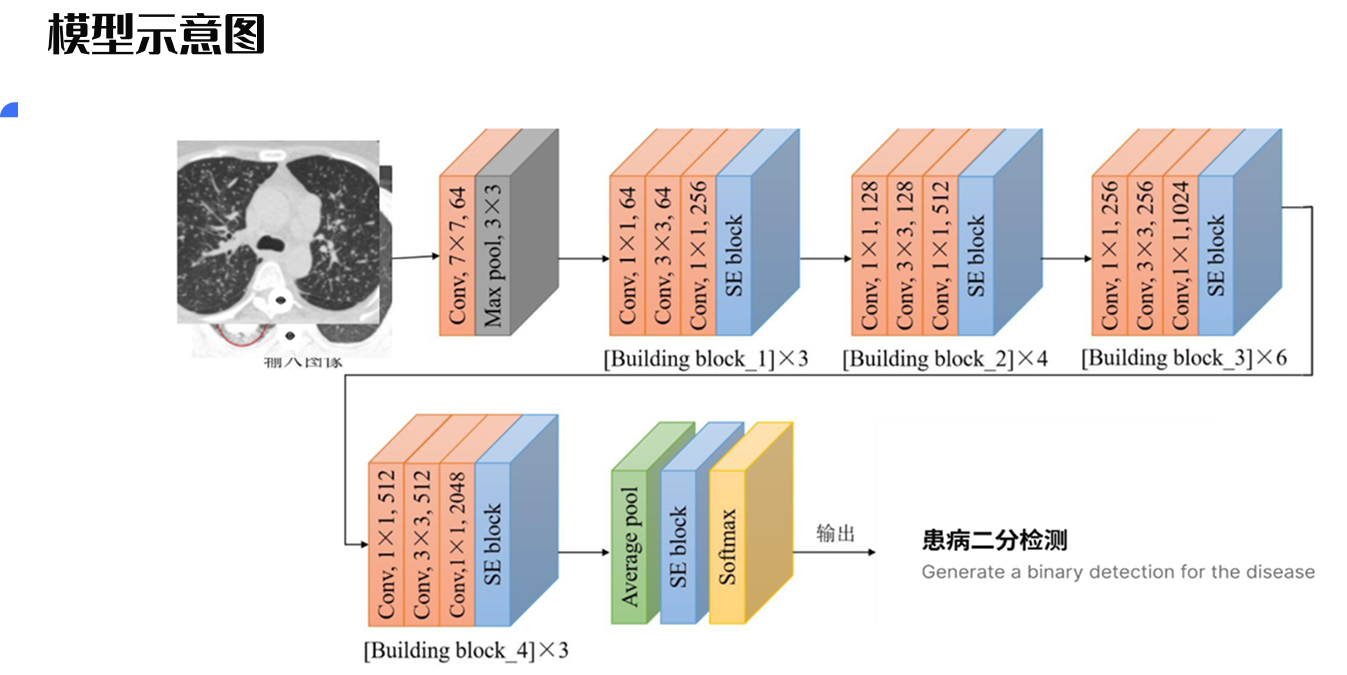 模型示意图
Conv, 7×7, 64
Max pool, 3×3
Conv, 1×1, 64
Conv, 3×3, 64
Conv, 1×1, 256
SE block
Conv, 1×1, 128
Conv, 3×3, 128
Conv, 1×1, 512
SE block
Conv, 1×1, 256
Conv, 3×3, 256
Conv,1×1,1024
SE block
输入图像
[Building block_1]×3
[Building block_2]×4
[Building block_3]×6
Conv, 1×1, 512
Conv, 3×3, 512
Conv,1×1, 2048
SE block
[Building block_4]×3
Average pool
SE block
Softmax
输出
患病二分检测
Generate a binary detection for the disease